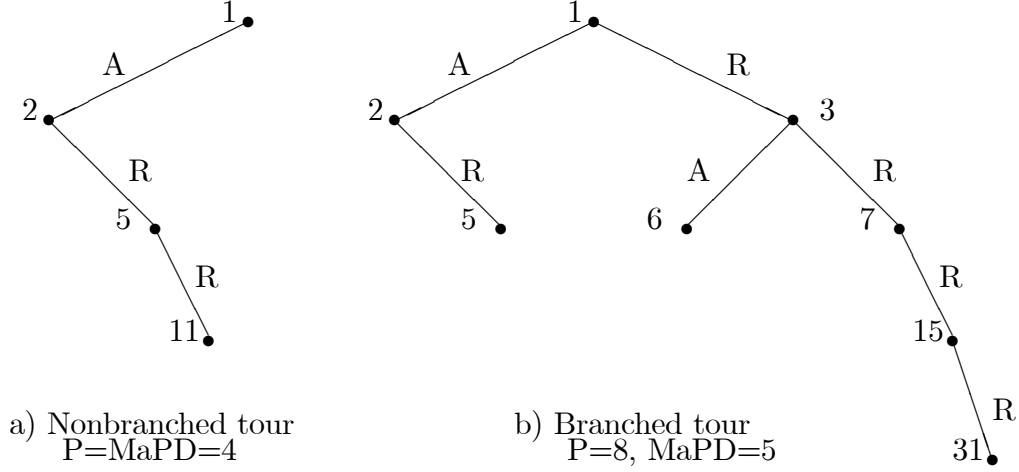 1
A
2
R
5
R
11
a) Nonbranched tour
P=MaPD=4
1
A
R
2
3
R
A
R
5
6
7
R
15
R
31
b) Branched tour
P=8, MaPD=5